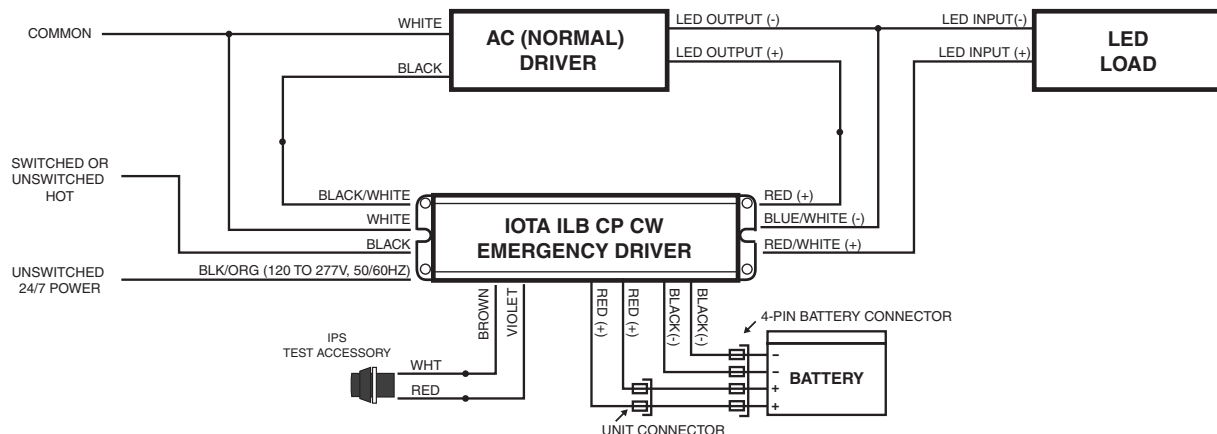 COMMON
WHITE
BLACK
AC (NORMAL)
DRIVER
LED OUTPUT (-)
LED OUTPUT (+)
LED INPUT(-)
LED INPUT (+)
LED
LOAD
SWITCHED OR
UNSWITCHED
HOT
UNSWITCHED
24/7 POWER
BLACK/WHITE
WHITE
BLACK
BLK/ORG (120 TO 277V, 50/60HZ)
IOTA ILB CP CW
EMERGENCY DRIVER
RED (+)
BLUE/WHITE (-)
RED/WHITE (+)
BROWN
VIOLET
RED (+)
RED (+)
BLACK(-)
BLACK(-)
4-PIN BATTERY CONNECTOR
IPS
TEST ACCESSORY
WHT
RED
BATTERY
−
−
+
+
UNIT CONNECTOR